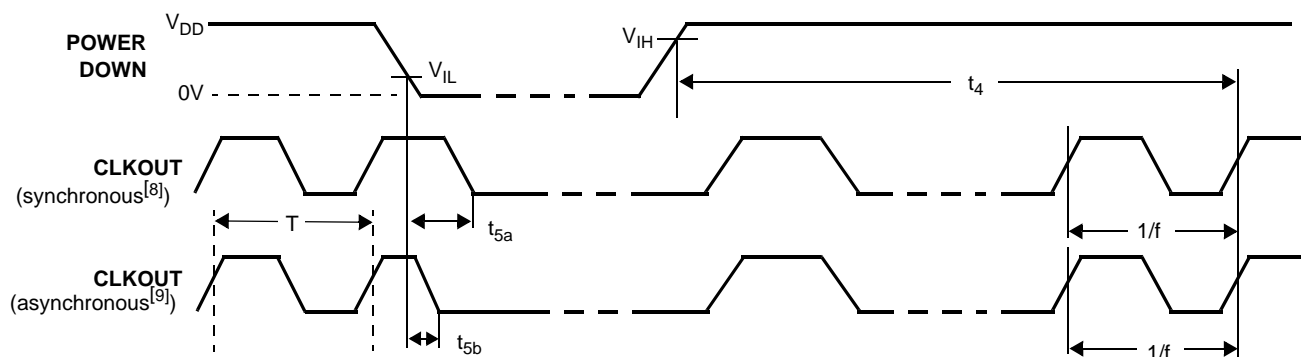 V_DD
POWER
DOWN
V_IL
V_IH
0V
t_4
CLKOUT
(synchronous^[8])
T
t_5a
1/f
CLKOUT
(asynchronous^[9])
t_5b
1/f